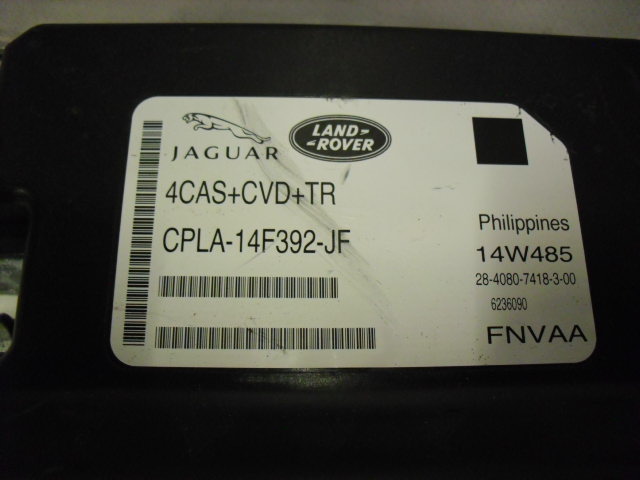 JAGUAR
LAND-
-ROVER
4CAS+CVD+TR
CPLA-14F392-JF
Philippines
14W485
28-4080-7418-3-00
6236090
FNVAA